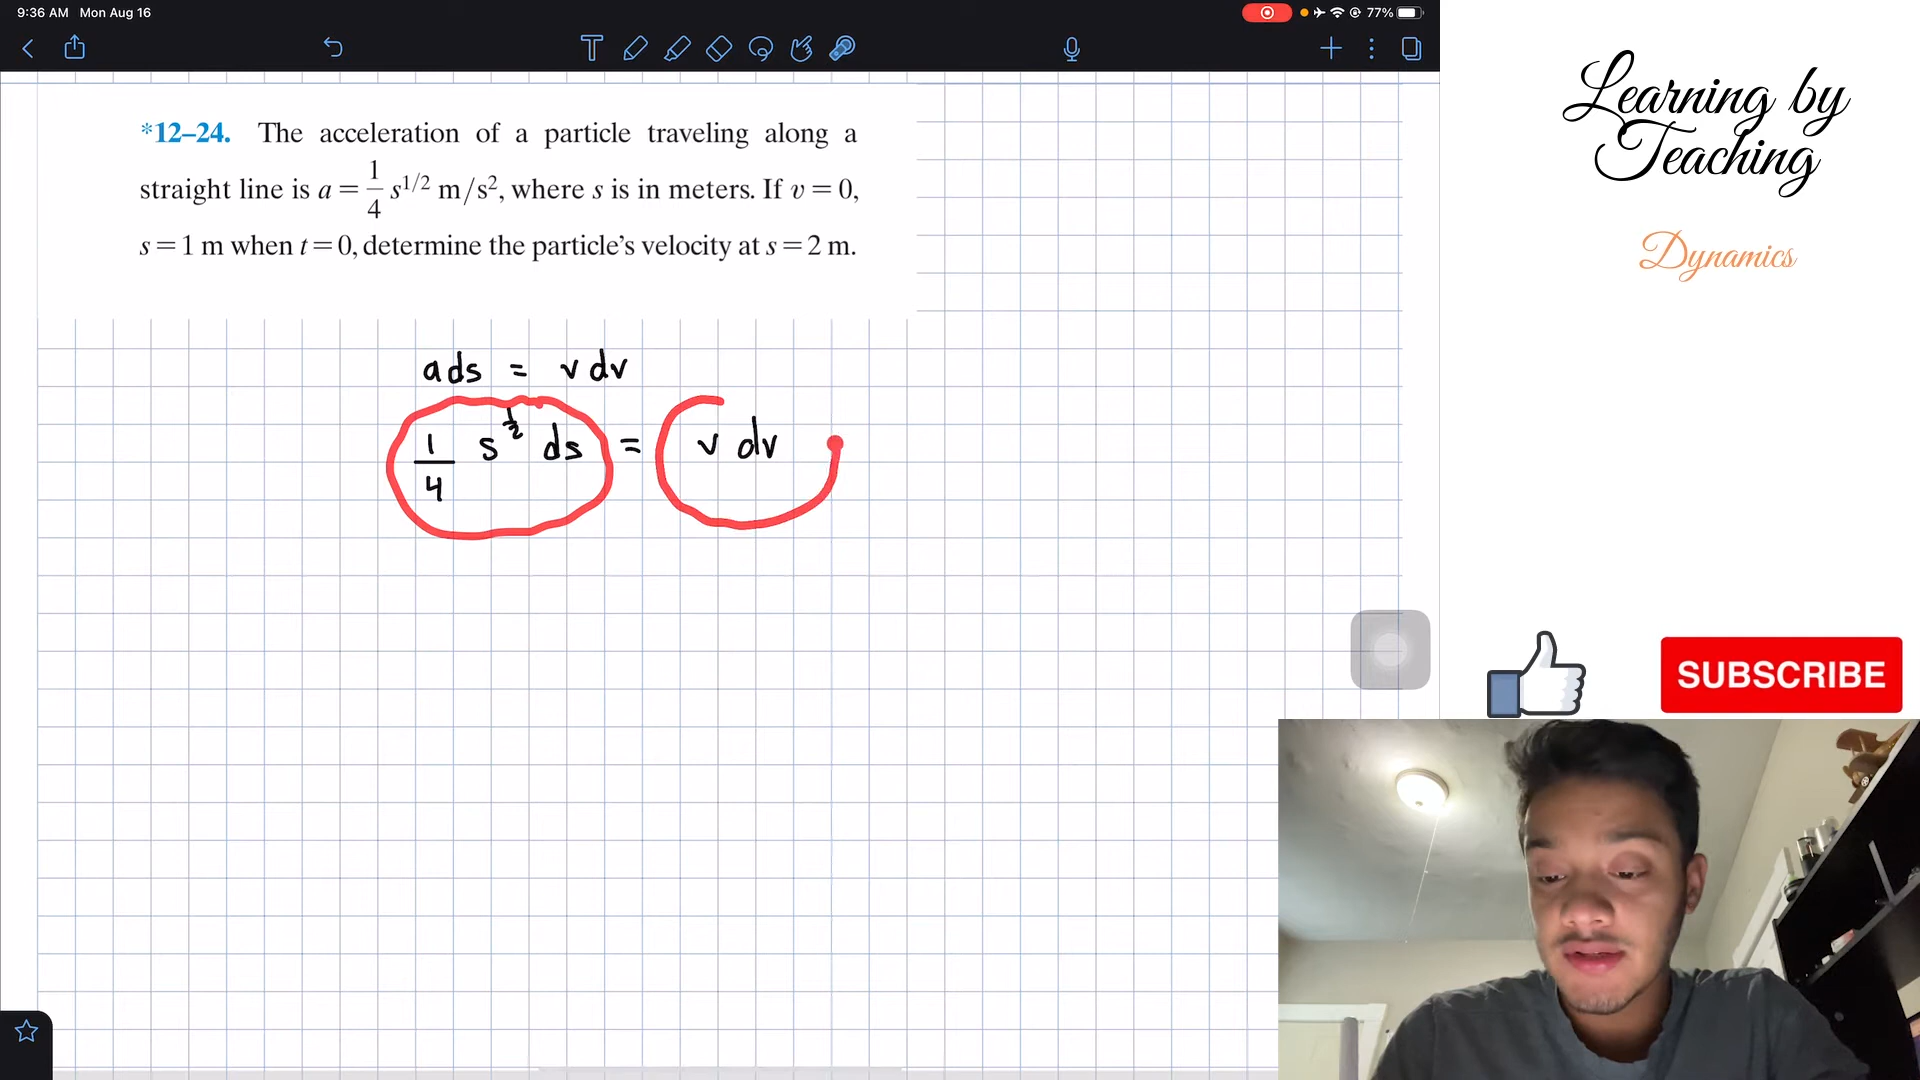 9:36 AM Mon Aug 16
77%
*12–24. The acceleration of a particle traveling along a
straight line is a = 1/4 s^1/2 m/s², where s is in meters. If v = 0,
s = 1 m when t = 0, determine the particle's velocity at s = 2 m.
a ds = v dv
1/4 s^1/2 ds = v dv
Learning by
Teaching
Dynamics
SUBSCRIBE